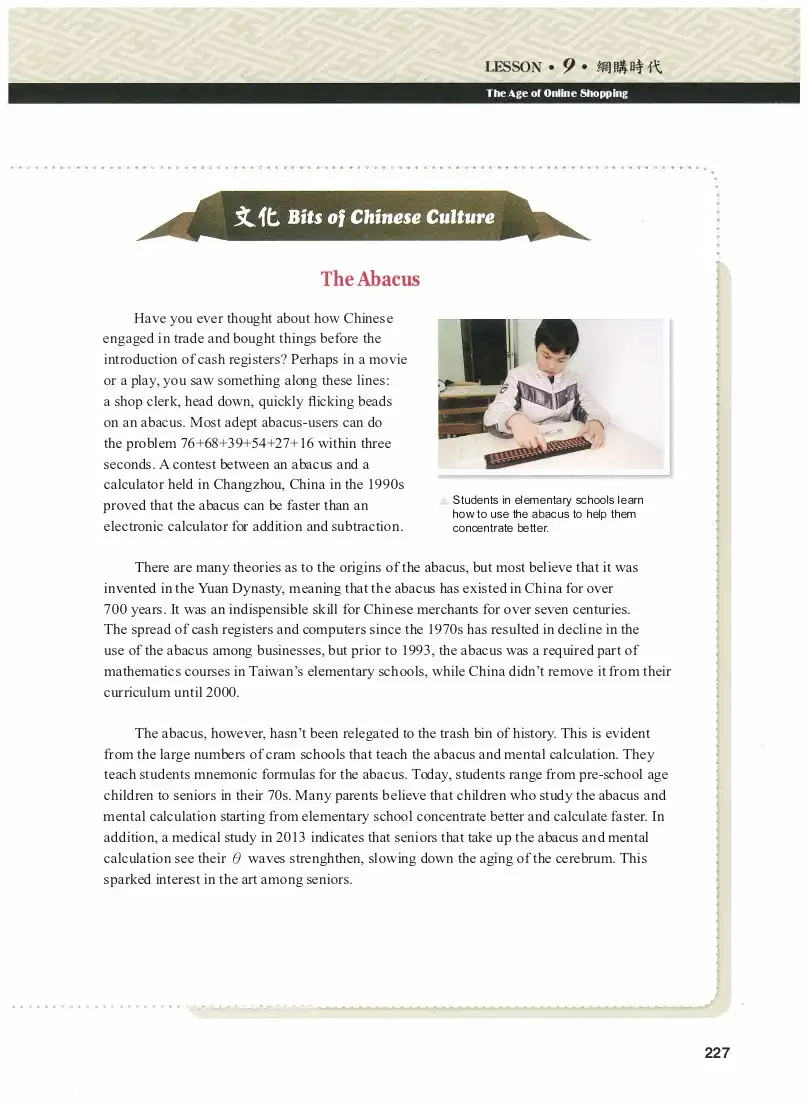 LESSON • 9 • 網購時代
The Age of Online Shopping
文化 Bits of Chinese Culture
The Abacus
Have you ever thought about how Chinese
engaged in trade and bought things before the
introduction of cash registers? Perhaps in a movie
or a play, you saw something along these lines:
a shop clerk, head down, quickly flicking beads
on an abacus. Most adept abacus-users can do
the problem 76+68+39+54+27+16 within three
seconds. A contest between an abacus and a
calculator held in Changzhou, China in the 1990s
proved that the abacus can be faster than an
electronic calculator for addition and subtraction.
Students in elementary schools learn
how to use the abacus to help them
concentrate better.
There are many theories as to the origins of the abacus, but most believe that it was
invented in the Yuan Dynasty, meaning that the abacus has existed in China for over
700 years. It was an indispensible skill for Chinese merchants for over seven centuries.
The spread of cash registers and computers since the 1970s has resulted in decline in the
use of the abacus among businesses, but prior to 1993, the abacus was a required part of
mathematics courses in Taiwan's elementary schools, while China didn't remove it from their
curriculum until 2000.
The abacus, however, hasn't been relegated to the trash bin of history. This is evident
from the large numbers of cram schools that teach the abacus and mental calculation. They
teach students mnemonic formulas for the abacus. Today, students range from pre-school age
children to seniors in their 70s. Many parents believe that children who study the abacus and
mental calculation starting from elementary school concentrate better and calculate faster. In
addition, a medical study in 2013 indicates that seniors that take up the abacus and mental
calculation see their θ waves strenghthen, slowing down the aging of the cerebrum. This
sparked interest in the art among seniors.
227